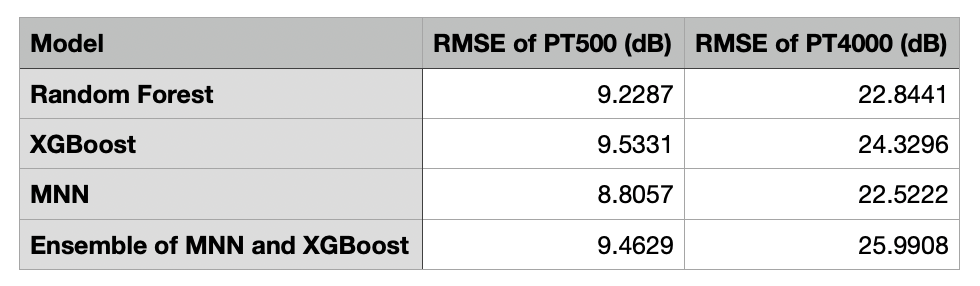 Model RMSE of PT500 (dB) RMSE of PT4000 (dB)
Random Forest 9.2287 22.8441
XGBoost 9.5331 24.3296
MNN 8.8057 22.5222
Ensemble of MNN and XGBoost 9.4629 25.9908